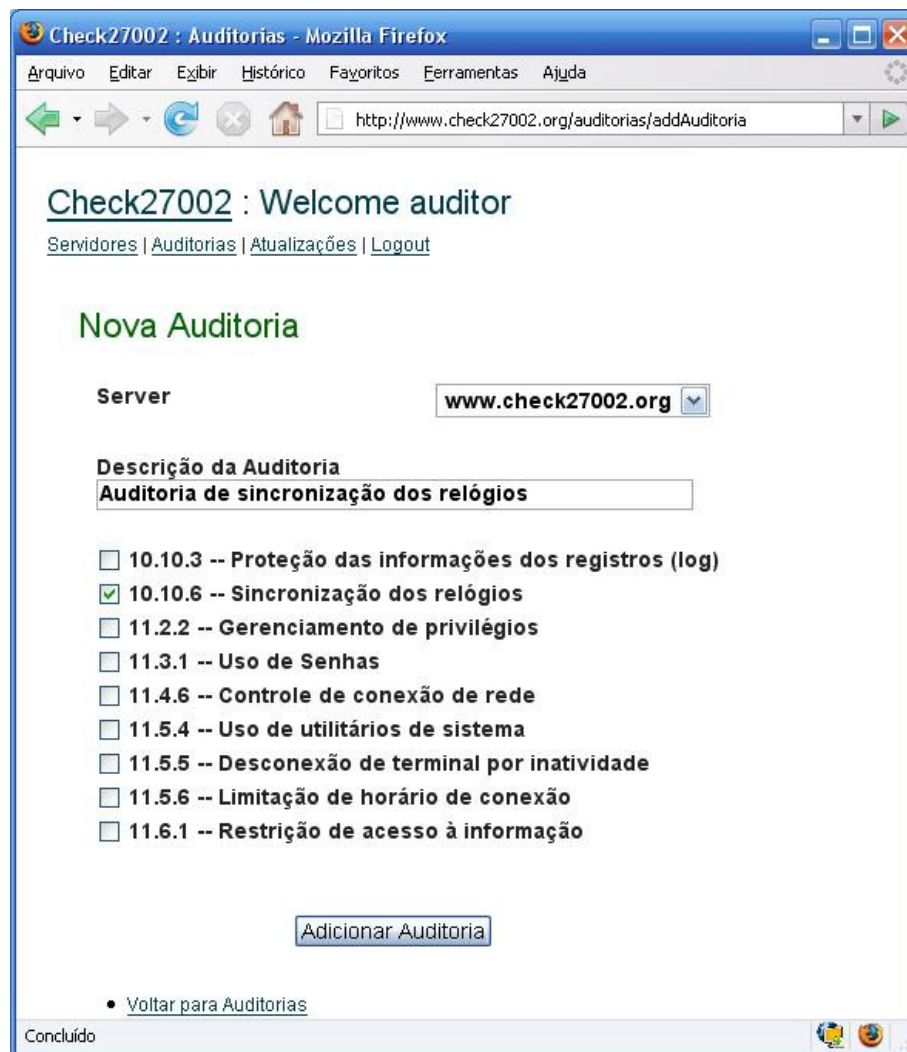 Check27002 : Auditorias - Mozilla Firefox
Arquivo Editar Exibir Histórico Favoritos Ferramentas Ajuda
http://www.check27002.org/auditorias/addAuditoria
Check27002 : Welcome auditor
Servidores | Auditorias | Atualizações | Logout
Nova Auditoria
Server www.check27002.org
Descrição da Auditoria
Auditoria de sincronização dos relógios
10.10.3 -- Proteção das informações dos registros (log)
10.10.6 -- Sincronização dos relógios
11.2.2 -- Gerenciamento de privilégios
11.3.1 -- Uso de Senhas
11.4.6 -- Controle de conexão de rede
11.5.4 -- Uso de utilitários de sistema
11.5.5 -- Desconexão de terminal por inatividade
11.5.6 -- Limitação de horário de conexão
11.6.1 -- Restrição de acesso à informação
Adicionar Auditoria
Voltar para Auditorias
Concluído